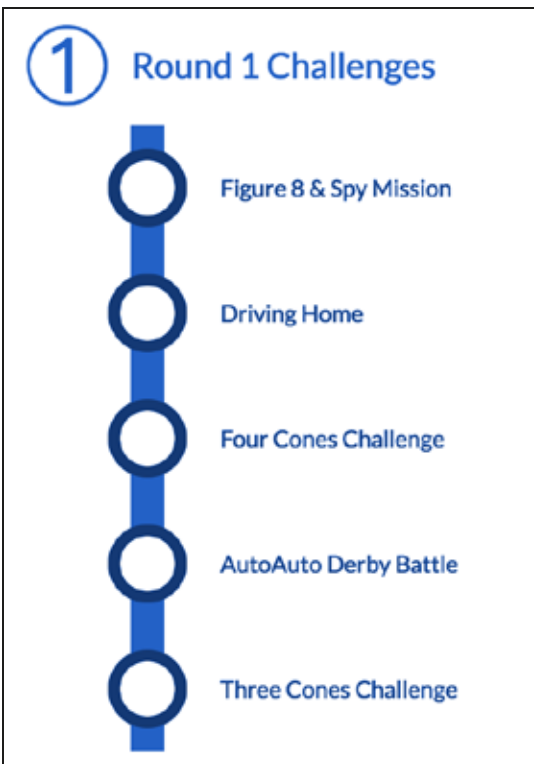 1 Round 1 Challenges
Figure 8 & Spy Mission
Driving Home
Four Cones Challenge
AutoAuto Derby Battle
Three Cones Challenge